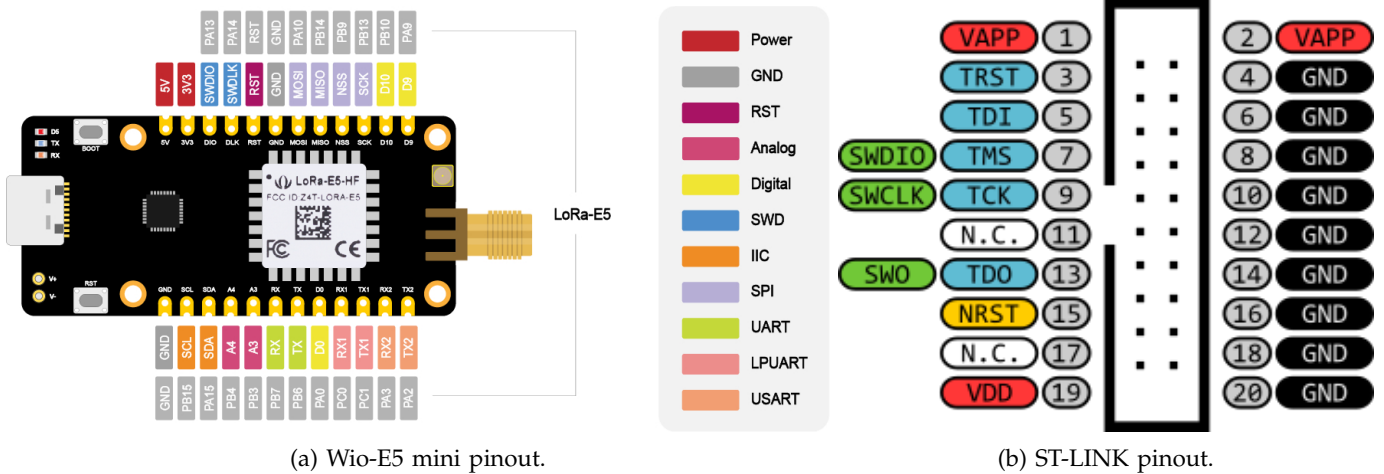 PA13 PA14 RST GND PA10 PB14 PB9 PB13 PB10 PA9
5V 3V3 SWDIO SWDLK RST GND MOSI MISO NSS SCK D10 D9
D5
TX
RX
BOOT
5V 3V3 DIO DLK RST GND MOSI MISO NSS SCK D10 D9
LoRa-E5-HF
FCC ID:Z4T-LORA-E5
FC CE
V+
V-
RST
GND SCL SDA A4 A3 RX TX D0 RX1 TX1 RX2 TX2
GND SCL SDA A4 A3 RX TX D0 RX1 TX1 RX2 TX2
GND PB15 PA15 PB4 PB3 PB7 PB6 PA0 PC0 PC1 PA3 PA2
LoRa-E5
Power
GND
RST
Analog
Digital
SWD
IIC
SPI
UART
LPUART
USART
(a) Wio-E5 mini pinout.
VAPP 1 2 VAPP
TRST 3 4 GND
TDI 5 6 GND
SWDIO TMS 7 8 GND
SWCLK TCK 9 10 GND
N.C. 11 12 GND
SWO TDO 13 14 GND
NRST 15 16 GND
N.C. 17 18 GND
VDD 19 20 GND
(b) ST-LINK pinout.